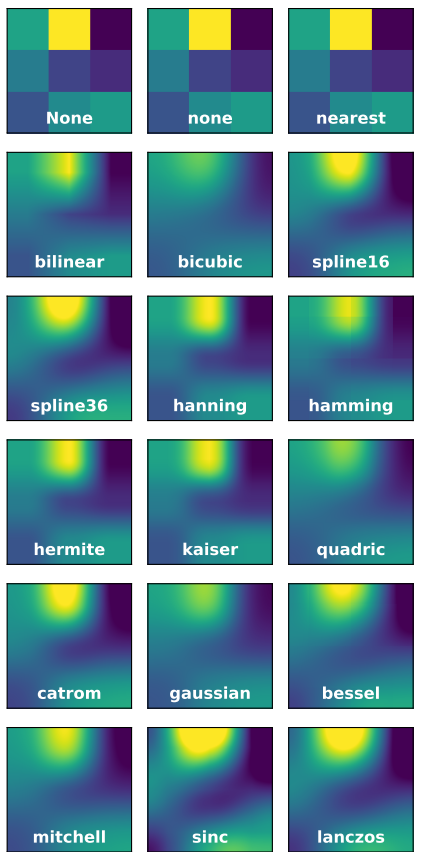 None
none
nearest
bilinear
bicubic
spline16
spline36
hanning
hamming
hermite
kaiser
quadric
catrom
gaussian
bessel
mitchell
sinc
lanczos